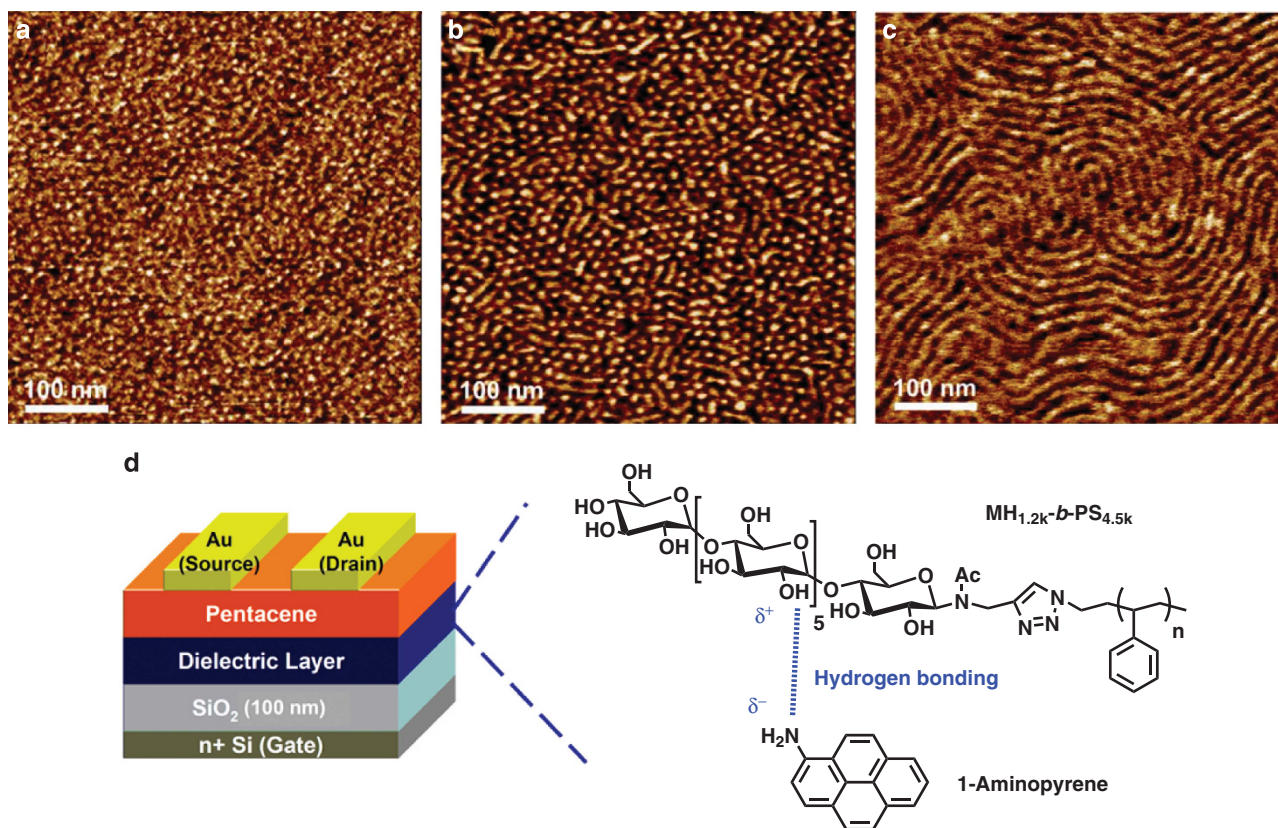 a
b
c
100 nm
100 nm
100 nm
d
Au
(Source)
Au
(Drain)
Pentacene
Dielectric Layer
SiO₂ (100 nm)
n+ Si (Gate)
MH₁.₂ₖ-b-PS₄.₅ₖ
OH
O
HO
HO
OH
O
OH
O
HO
OH
5
O
OH
O
HO
OH
Ac
N
N
N=N
n
δ⁺
Hydrogen bonding
δ⁻
H₂N
1-Aminopyrene